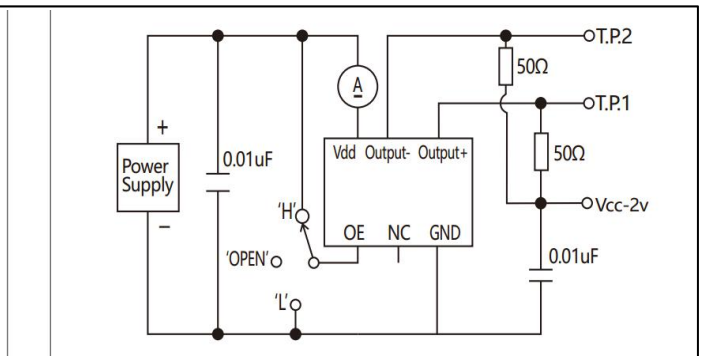 T.P.2
50Ω
T.P.1
A
+
Vdd Output- Output+
50Ω
Power
Supply
0.01uF
'H'
Vcc-2v
−
OE NC GND
'OPEN'
0.01uF
'L'